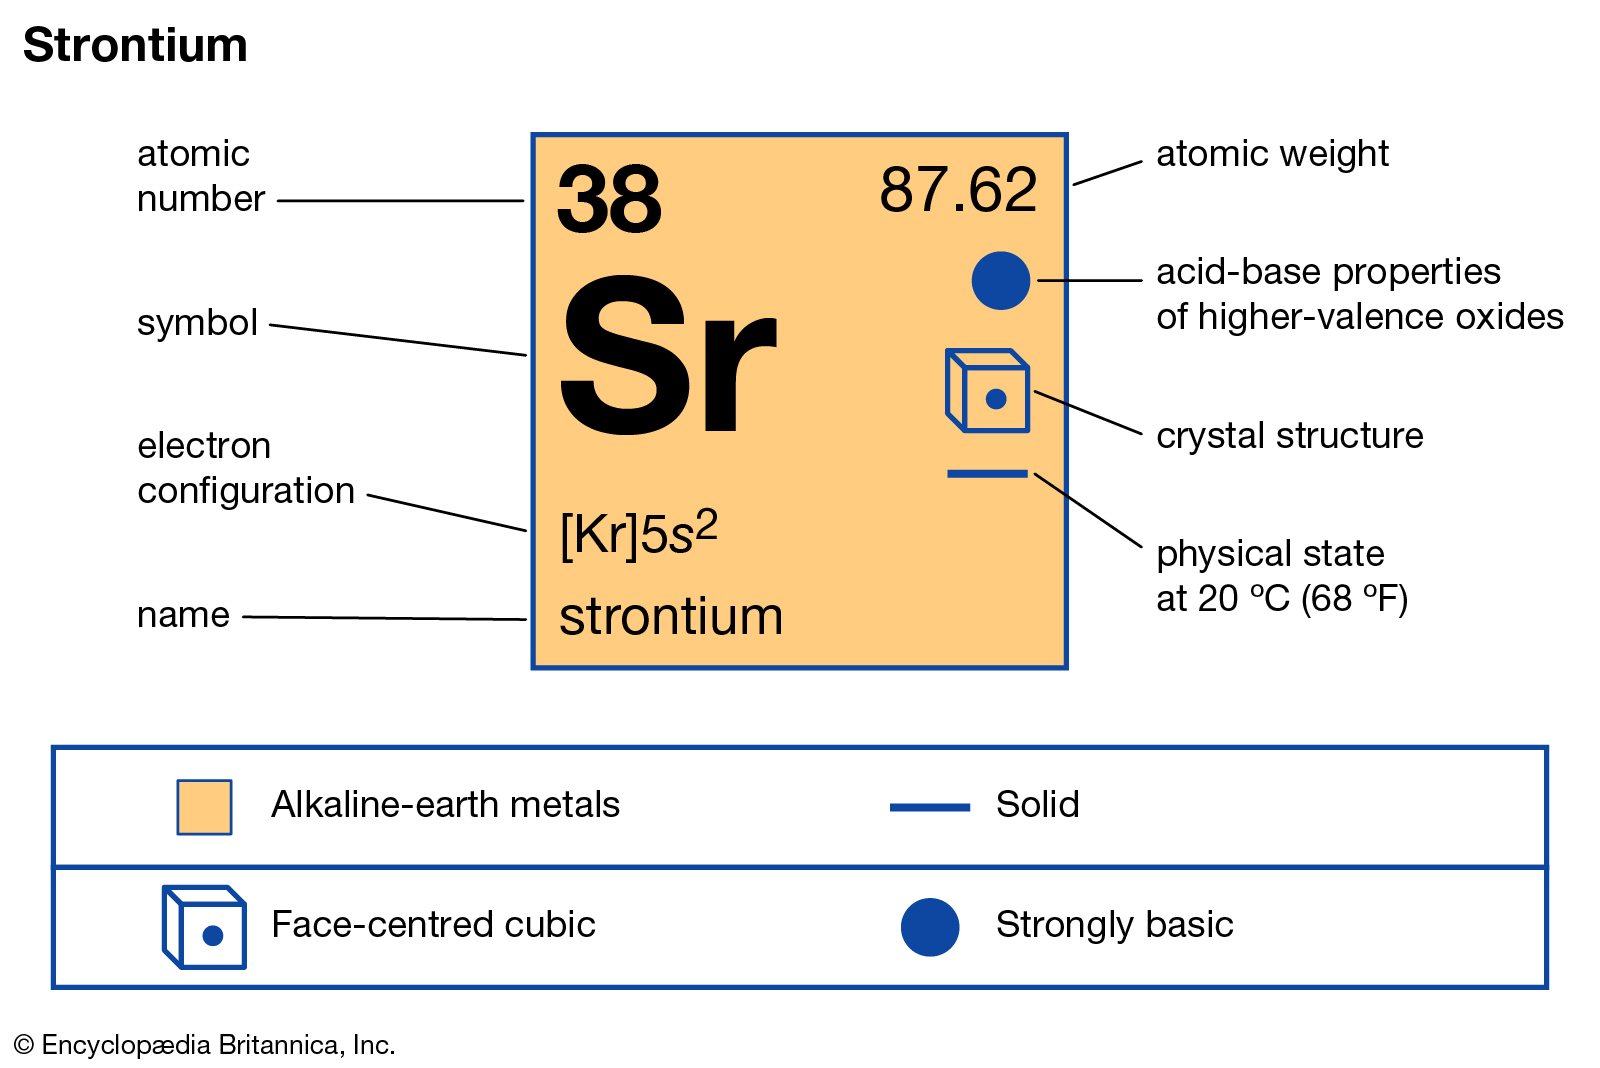 Strontium
atomic
number
symbol
electron
configuration
name
38
87.62
Sr
[Kr]5s²
strontium
atomic weight
acid-base properties
of higher-valence oxides
crystal structure
physical state
at 20 ºC (68 ºF)
Alkaline-earth metals
Solid
Face-centred cubic
Strongly basic
© Encyclopædia Britannica, Inc.